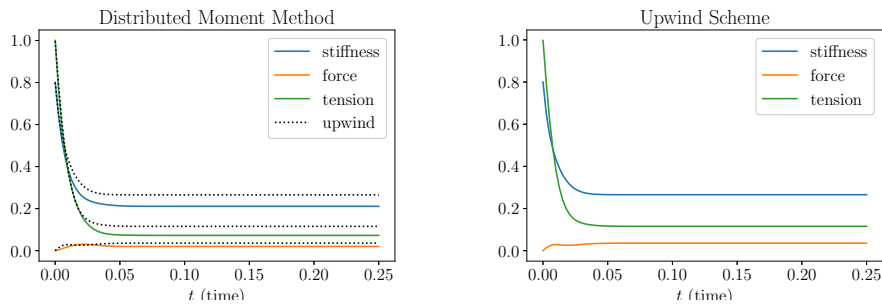 Distributed Moment Method
1.0
0.8
0.6
0.4
0.2
0.0
stiffness
force
tension
upwind
0.00 0.05 0.10 0.15 0.20 0.25
t (time)
Upwind Scheme
1.0
0.8
0.6
0.4
0.2
0.0
stiffness
force
tension
0.00 0.05 0.10 0.15 0.20 0.25
t (time)